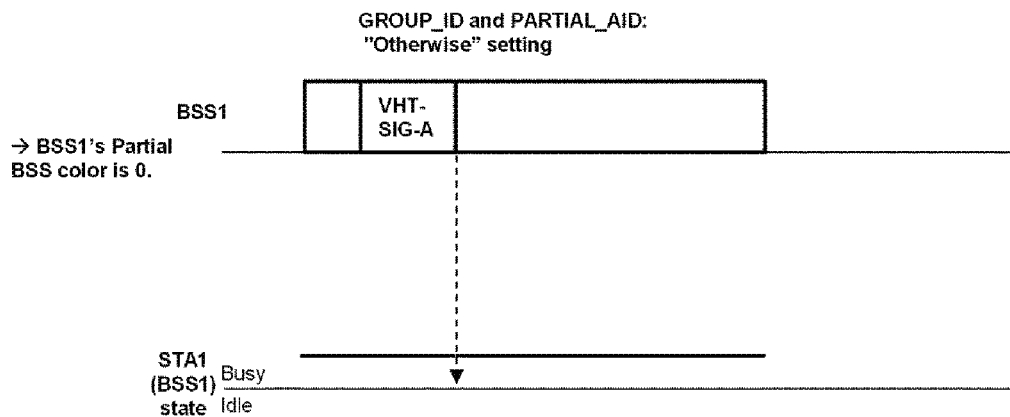 GROUP_ID and PARTIAL_AID:
"Otherwise" setting
BSS1
VHT-
SIG-A
→ BSS1's Partial
BSS color is 0.
STA1
(BSS1)
state
Busy
Idle